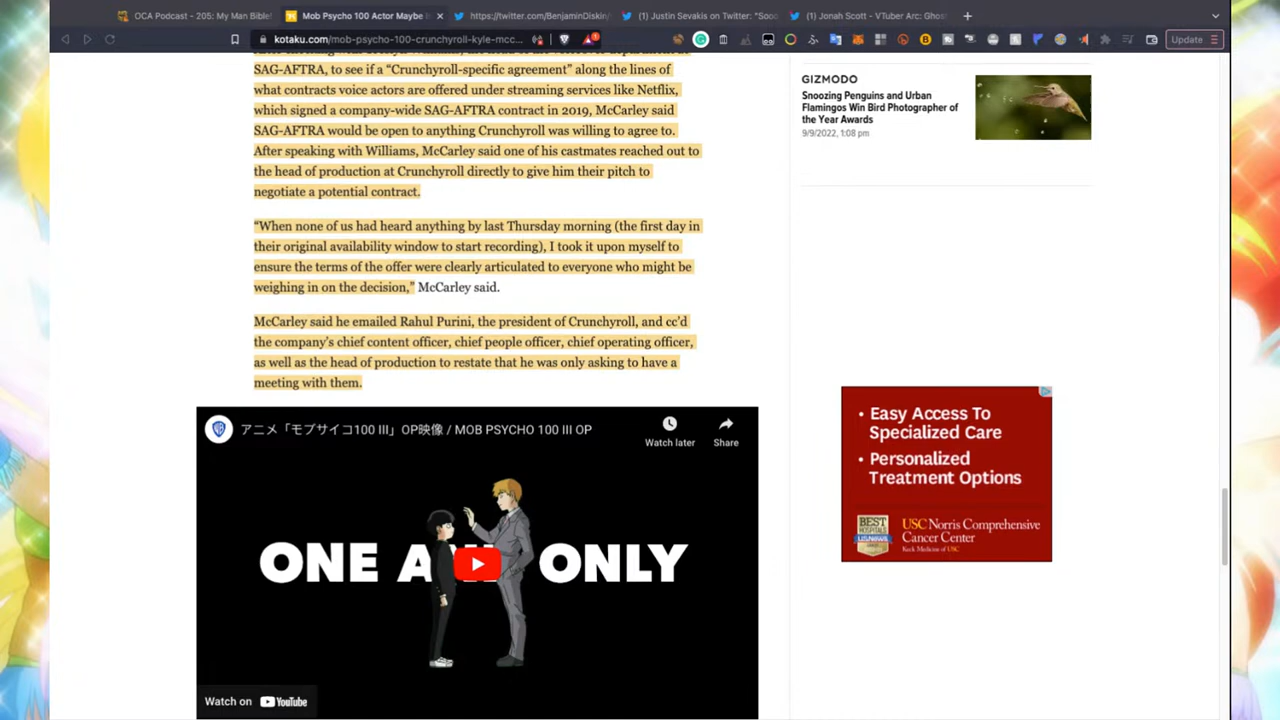 OCA Podcast - 205: My Man Bible!
Mob Psycho 100 Actor Maybe
https://twitter.com/BenjaminDiskin/
(1) Justin Sevakis on Twitter: "Sood
(1) Jonah Scott - VTuber Arc: Ghos
kotaku.com/mob-psycho-100-crunchyroll-kyle-mcc...
Update
SAG-AFTRA, to see if a “Crunchyroll-specific agreement” along the lines of
what contracts voice actors are offered under streaming services like Netflix,
which signed a company-wide SAG-AFTRA contract in 2019, McCarley said
SAG-AFTRA would be open to anything Crunchyroll was willing to agree to.
After speaking with Williams, McCarley said one of his castmates reached out to
the head of production at Crunchyroll directly to give him their pitch to
negotiate a potential contract.
“When none of us had heard anything by last Thursday morning (the first day in
their original availability window to start recording), I took it upon myself to
ensure the terms of the offer were clearly articulated to everyone who might be
weighing in on the decision,” McCarley said.
McCarley said he emailed Rahul Purini, the president of Crunchyroll, and cc’d
the company’s chief content officer, chief people officer, chief operating officer,
as well as the head of production to restate that he was only asking to have a
meeting with them.
アニメ「モブサイコ100 III」OP映像 / MOB PSYCHO 100 III OP
Watch later
Share
ONE A ONLY
Watch on YouTube
GIZMODO
Snoozing Penguins and Urban
Flamingos Win Bird Photographer of
the Year Awards
9/9/2022, 1:08 pm
• Easy Access To
Specialized Care
• Personalized
Treatment Options
BEST
HOSPITALS
USC Norris Comprehensive
Cancer Center
Keck Medicine of USC